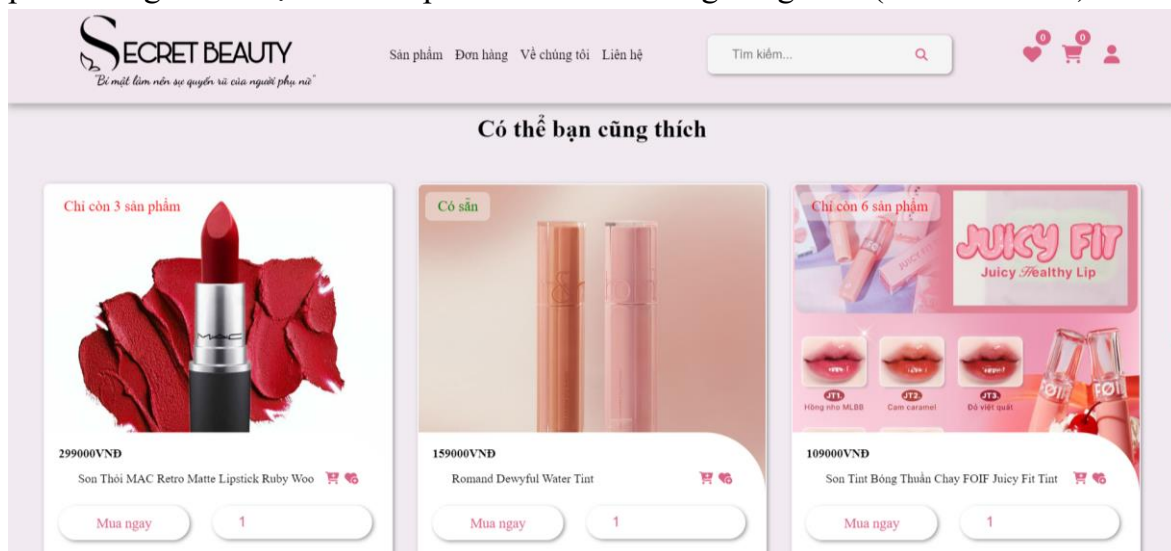 SECRET BEAUTY
"Bí mật làm nên sự quyến rũ của người phụ nữ"
Sản phẩm Đơn hàng Về chúng tôi Liên hệ
Tìm kiếm...
0
0
Có thể bạn cũng thích
Chỉ còn 3 sản phẩm
MAC
299000VNĐ
Son Thỏi MAC Retro Matte Lipstick Ruby Woo
Mua ngay
1
Có sẵn
159000VNĐ
Romand Dewyful Water Tint
Mua ngay
1
Chỉ còn 6 sản phẩm
JUICY FIT
Juicy Healthy Lip
JT1.
Hồng nho MLBB
JT2
Cam caramel
JT3.
Đỏ việt quất
FOIF
109000VNĐ
Son Tint Bóng Thuần Chay FOIF Juicy Fit Tint
Mua ngay
1